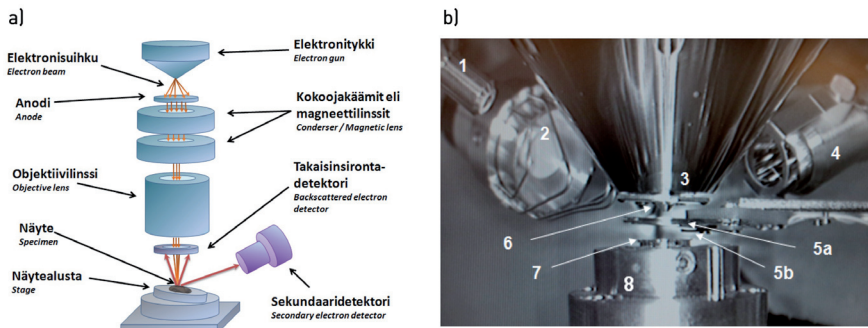 a)
Elektronisuihku
Electron beam
Elektronitykki
Electron gun
Anodi
Anode
Kokoojakäämit eli
magneettilinssit
Condenser / Magnetic lens
Objektiivilinssi
Objective lens
Takaisinsironta-
detektori
Backscattered electron
detector
Näyte
Specimen
Näytealusta
Stage
Sekundaaridetektori
Secondary electron detector
b)
1
2
3
4
5a
5b
6
7
8